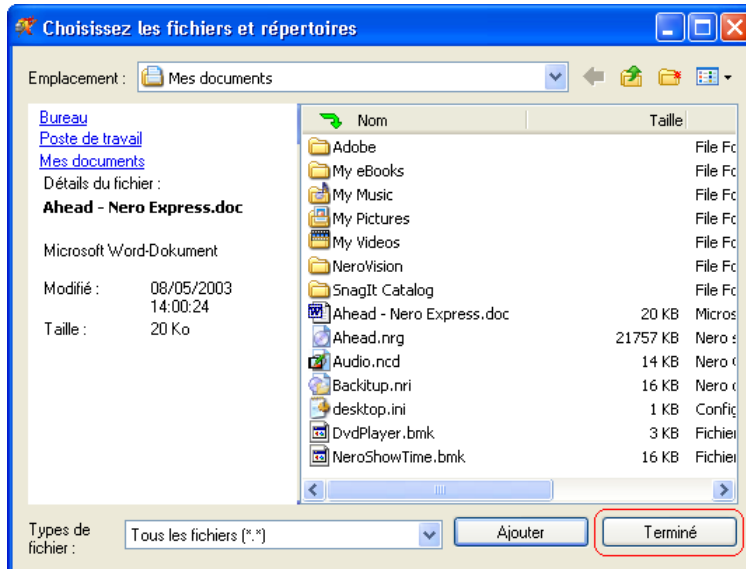 Choisissez les fichiers et répertoires
Emplacement : Mes documents
Bureau
Poste de travail
Mes documents
Détails du fichier :
Ahead - Nero Express.doc
Microsoft Word-Dokument
Modifié : 08/05/2003
14:00:24
Taille : 20 Ko
Nom Taille
Adobe File Fo
My eBooks File Fo
My Music File Fo
My Pictures File Fo
My Videos File Fo
NeroVision File Fo
SnagIt Catalog File Fo
Ahead - Nero Express.doc 20 KB Micros
Ahead.nrg 21757 KB Nero
Audio.ncd 14 KB Nero
Backitup.nri 16 KB Nero
desktop.ini 1 KB Config
DvdPlayer.bmk 3 KB Fichier
NeroShowTime.bmk 16 KB Fichier
Types de
fichier :
Tous les fichiers (*.*)
Ajouter
Terminé